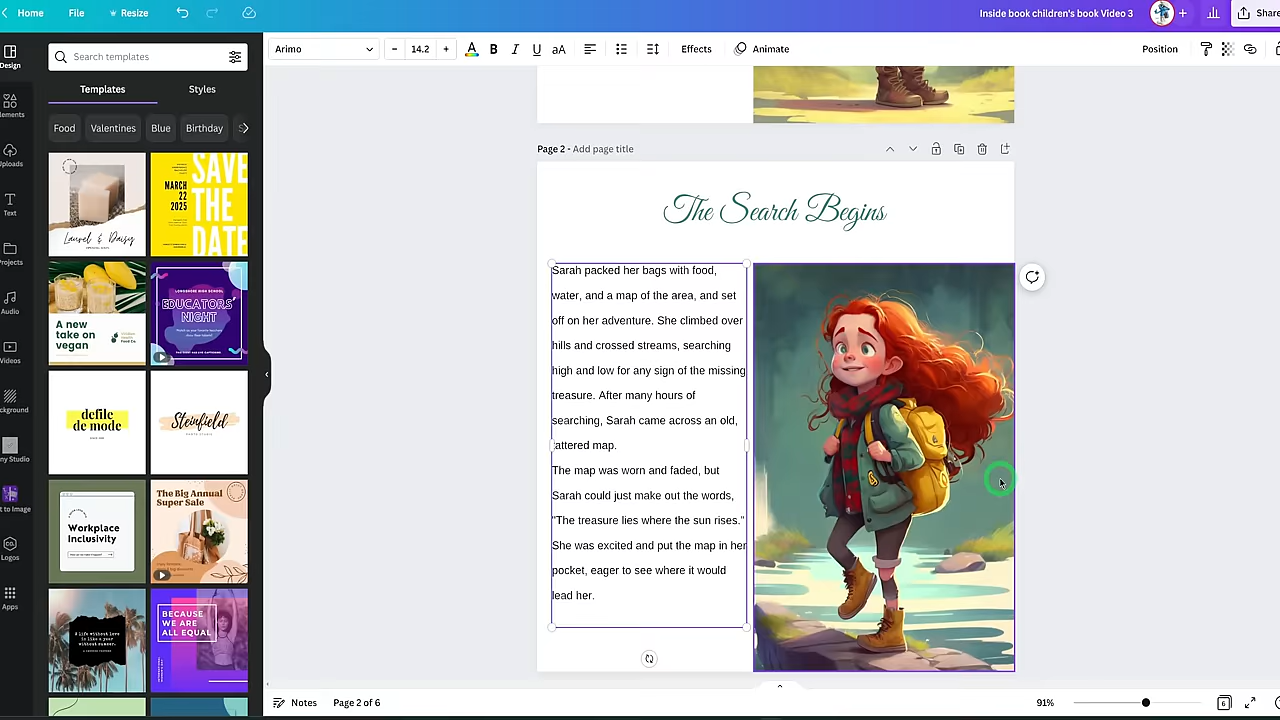 Home File Resize Inside book children's book Video 3 Share
Arimo 14.2 B I U aA Effects Animate Position
Design Search templates
Templates Styles
Food Valentines Blue Birthday
Elements
Uploads
Text
Projects
Audio
Videos
Background
Logos
Apps
Laurel & Daisy
MARCH
22
2025
SAVE
THE
DATE
A new
take on
vegan
EDUCATORS'
NIGHT
defile
de mode
Steinfield
Workplace
Inclusivity
The Big Annual
Super Sale
BECAUSE
WE ARE
ALL EQUAL
Page 2 - Add page title
The Search Begins
Sarah packed her bags with food,
water, and a map of the area, and set
off on her adventure. She climbed over
hills and crossed streams, searching
high and low for any sign of the missing
treasure. After many hours of
searching, Sarah came across an old,
tattered map.
The map was worn and faded, but
Sarah could just make out the words,
"The treasure lies where the sun rises."
She was excited and put the map in her
pocket, eager to see where it would
lead her.
Notes Page 2 of 6 91% 6